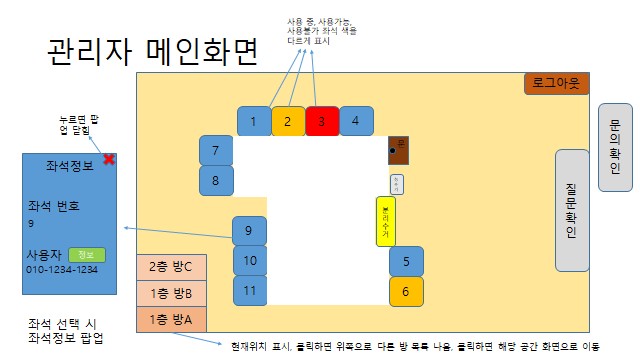 사용 중, 사용가능,
사용불가 좌석 색을
다르게 표시
관리자 메인화면
로그아웃
누르면 팝
업 닫힘
1
2
3
4
문
7
8
문의확인
좌석정보
좌석 번호
9
분리수거
질문확인
9
사용자
정보
010-1234-1234
10
5
2층 방C
11
6
1층 방B
1층 방A
좌석 선택 시
좌석정보 팝업
현재위치 표시, 클릭하면 위쪽으로 다른 방 목록 나옴, 클릭하면 해당 공간 화면으로 이동